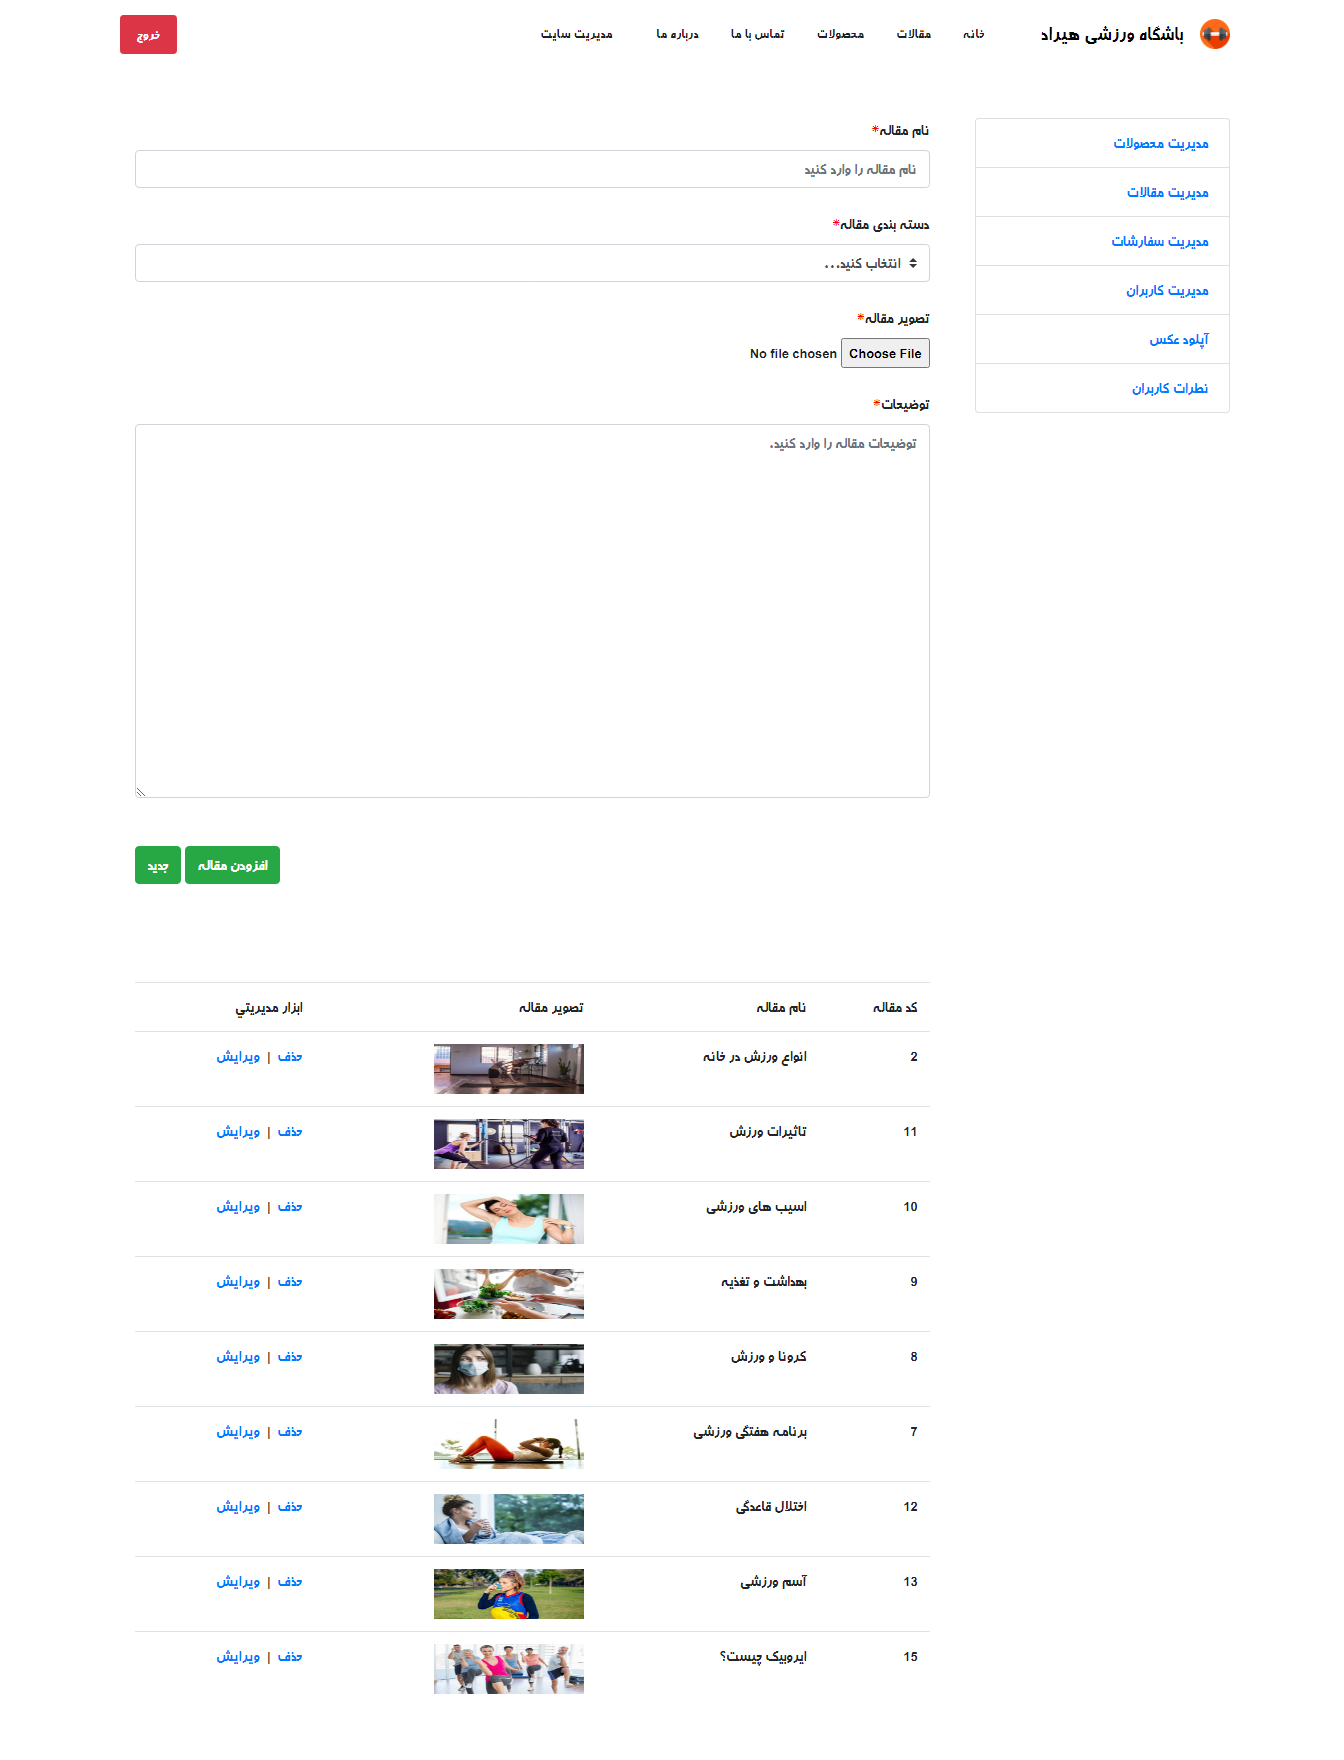 باشگاه ورزشی هیراد
خانه
مقالات
محصولات
تماس با ما
درباره ما
مدیریت سایت
خروج
مدیریت محصولات
مدیریت مقالات
مدیریت سفارشات
مدیریت کاربران
آپلود عکس
نظرات کاربران
نام مقاله*
نام مقاله را وارد کنید
دسته بندی مقاله*
انتخاب کنید...
تصویر مقاله*
Choose File No file chosen
توضیحات*
توضیحات مقاله را وارد کنید.
افزودن مقاله
جدید
کد مقاله نام مقاله تصویر مقاله ابزار مدیریتي
2 انواع ورزش در خانه حذف | ویرایش
11 تاثیرات ورزش حذف | ویرایش
10 اسیب های ورزشی حذف | ویرایش
9 بهداشت و تغذیه حذف | ویرایش
8 کرونا و ورزش حذف | ویرایش
7 برنامه هفتگی ورزشی حذف | ویرایش
12 اختلال قاعدگی حذف | ویرایش
13 آسم ورزشی حذف | ویرایش
15 ایروبیک چیست؟ حذف | ویرایش